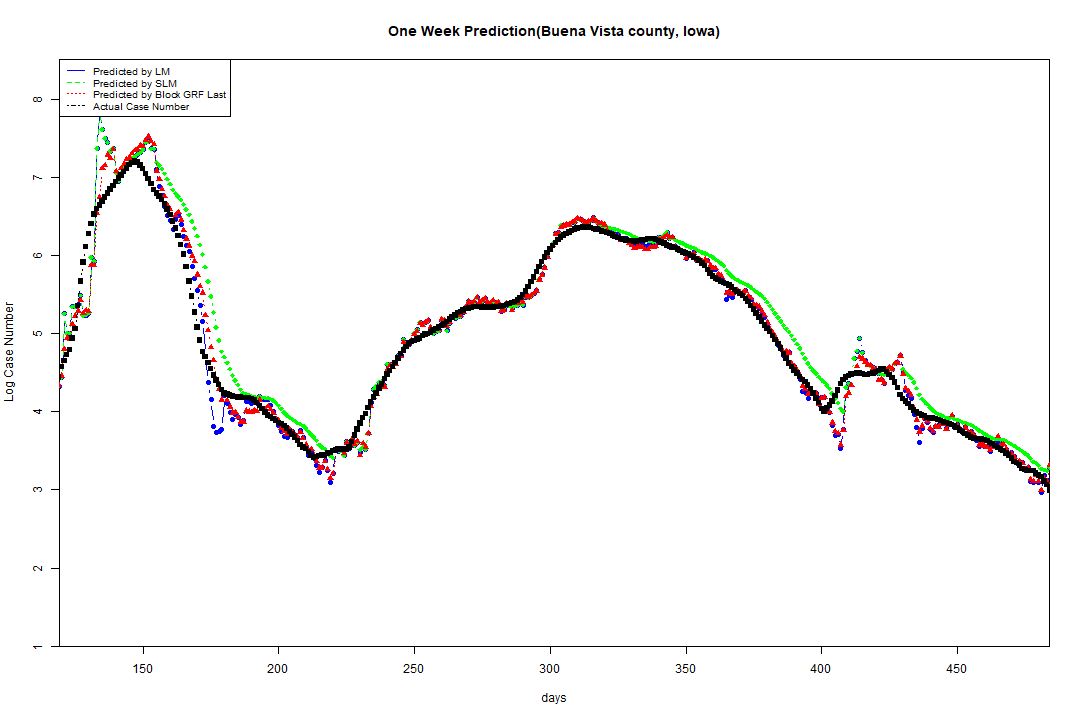 One Week Prediction(Buena Vista county, Iowa)
Predicted by LM
Predicted by SLM
Predicted by Block GRF Last
Actual Case Number
Log Case Number
8
7
6
5
4
3
2
1
150 200 250 300 350 400 450
days